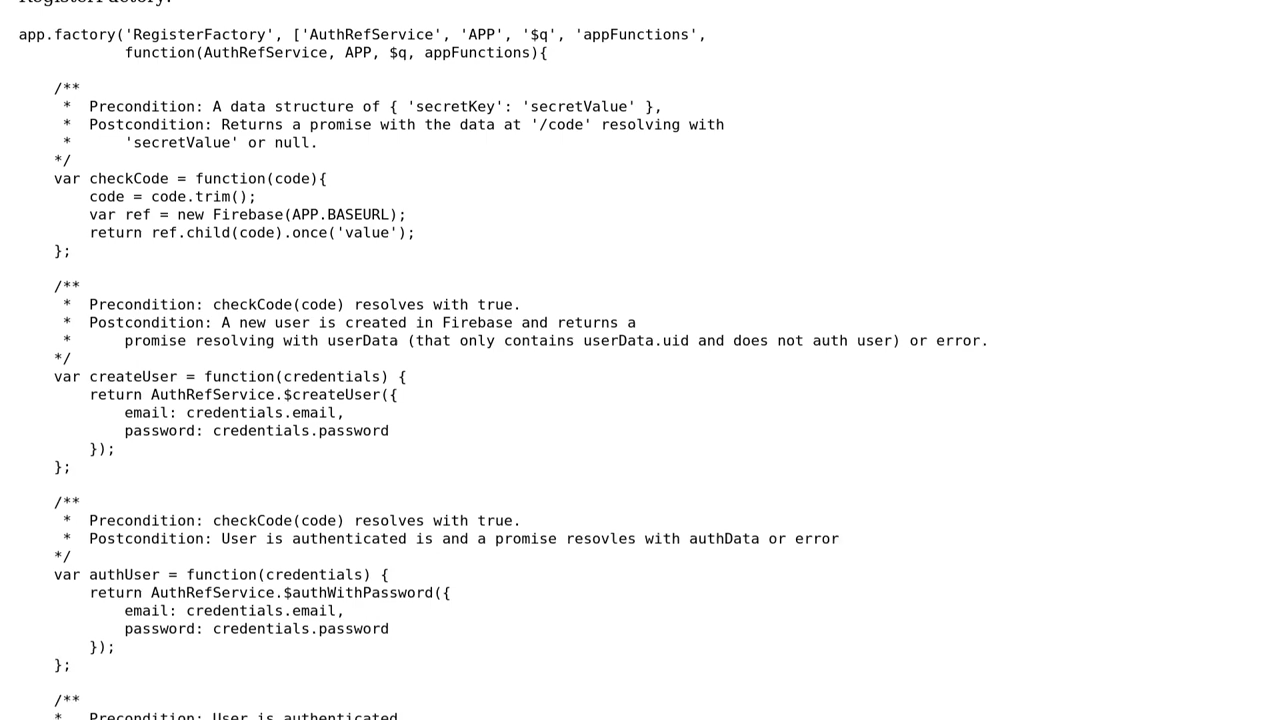 RegisterFactory.
app.factory('RegisterFactory', ['AuthRefService', 'APP', '$q', 'appFunctions',
            function(AuthRefService, APP, $q, appFunctions){

    /**
     *  Precondition: A data structure of { 'secretKey': 'secretValue' },
     *  Postcondition: Returns a promise with the data at '/code' resolving with
     *      'secretValue' or null.
    */
    var checkCode = function(code){
        code = code.trim();
        var ref = new Firebase(APP.BASEURL);
        return ref.child(code).once('value');
    };

    /**
     *  Precondition: checkCode(code) resolves with true.
     *  Postcondition: A new user is created in Firebase and returns a
     *      promise resolving with userData (that only contains userData.uid and does not auth user) or error.
    */
    var createUser = function(credentials) {
        return AuthRefService.$createUser({
            email: credentials.email,
            password: credentials.password
        });
    };

    /**
     *  Precondition: checkCode(code) resolves with true.
     *  Postcondition: User is authenticated is and a promise resovles with authData or error
    */
    var authUser = function(credentials) {
        return AuthRefService.$authWithPassword({
            email: credentials.email,
            password: credentials.password
        });
    };

    /**
    *   Precondition: User is authenticated